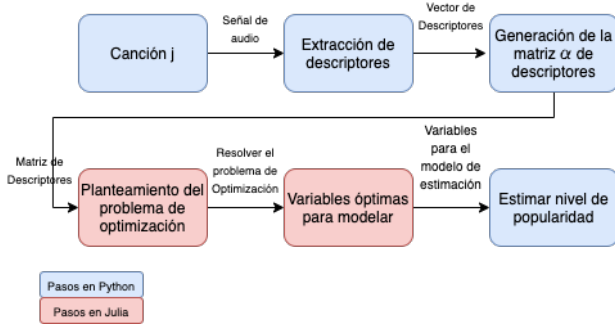 Canción j
Señal de
audio
Extracción de
descriptores
Vector de
Descriptores
Generación de la
matriz α de
descriptores
Matriz de
Descriptores
Planteamiento del
problema de
optimización
Resolver el
problema de
Optimización
Variables óptimas
para modelar
Variables
para el
modelo de
estimación
Estimar nivel de
popularidad
Pasos en Python
Pasos en Julia